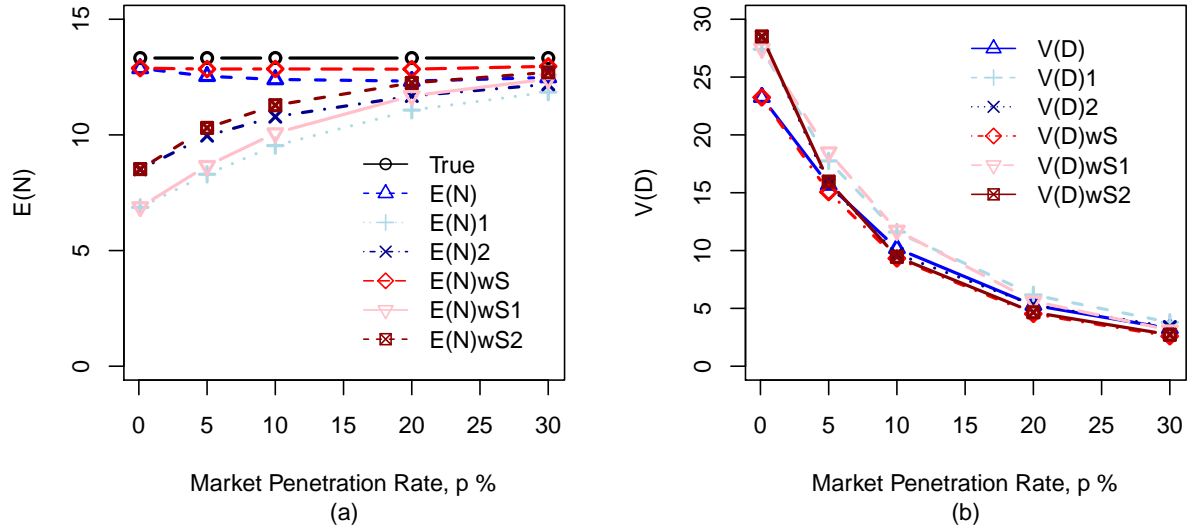 15
10
5
0
E(N)
True
E(N)
E(N)1
E(N)2
E(N)wS
E(N)wS1
E(N)wS2
0 5 10 15 20 25 30
Market Penetration Rate, p %
(a)
30
25
20
15
10
5
0
V(D)
V(D)
V(D)1
V(D)2
V(D)wS
V(D)wS1
V(D)wS2
0 5 10 15 20 25 30
Market Penetration Rate, p %
(b)